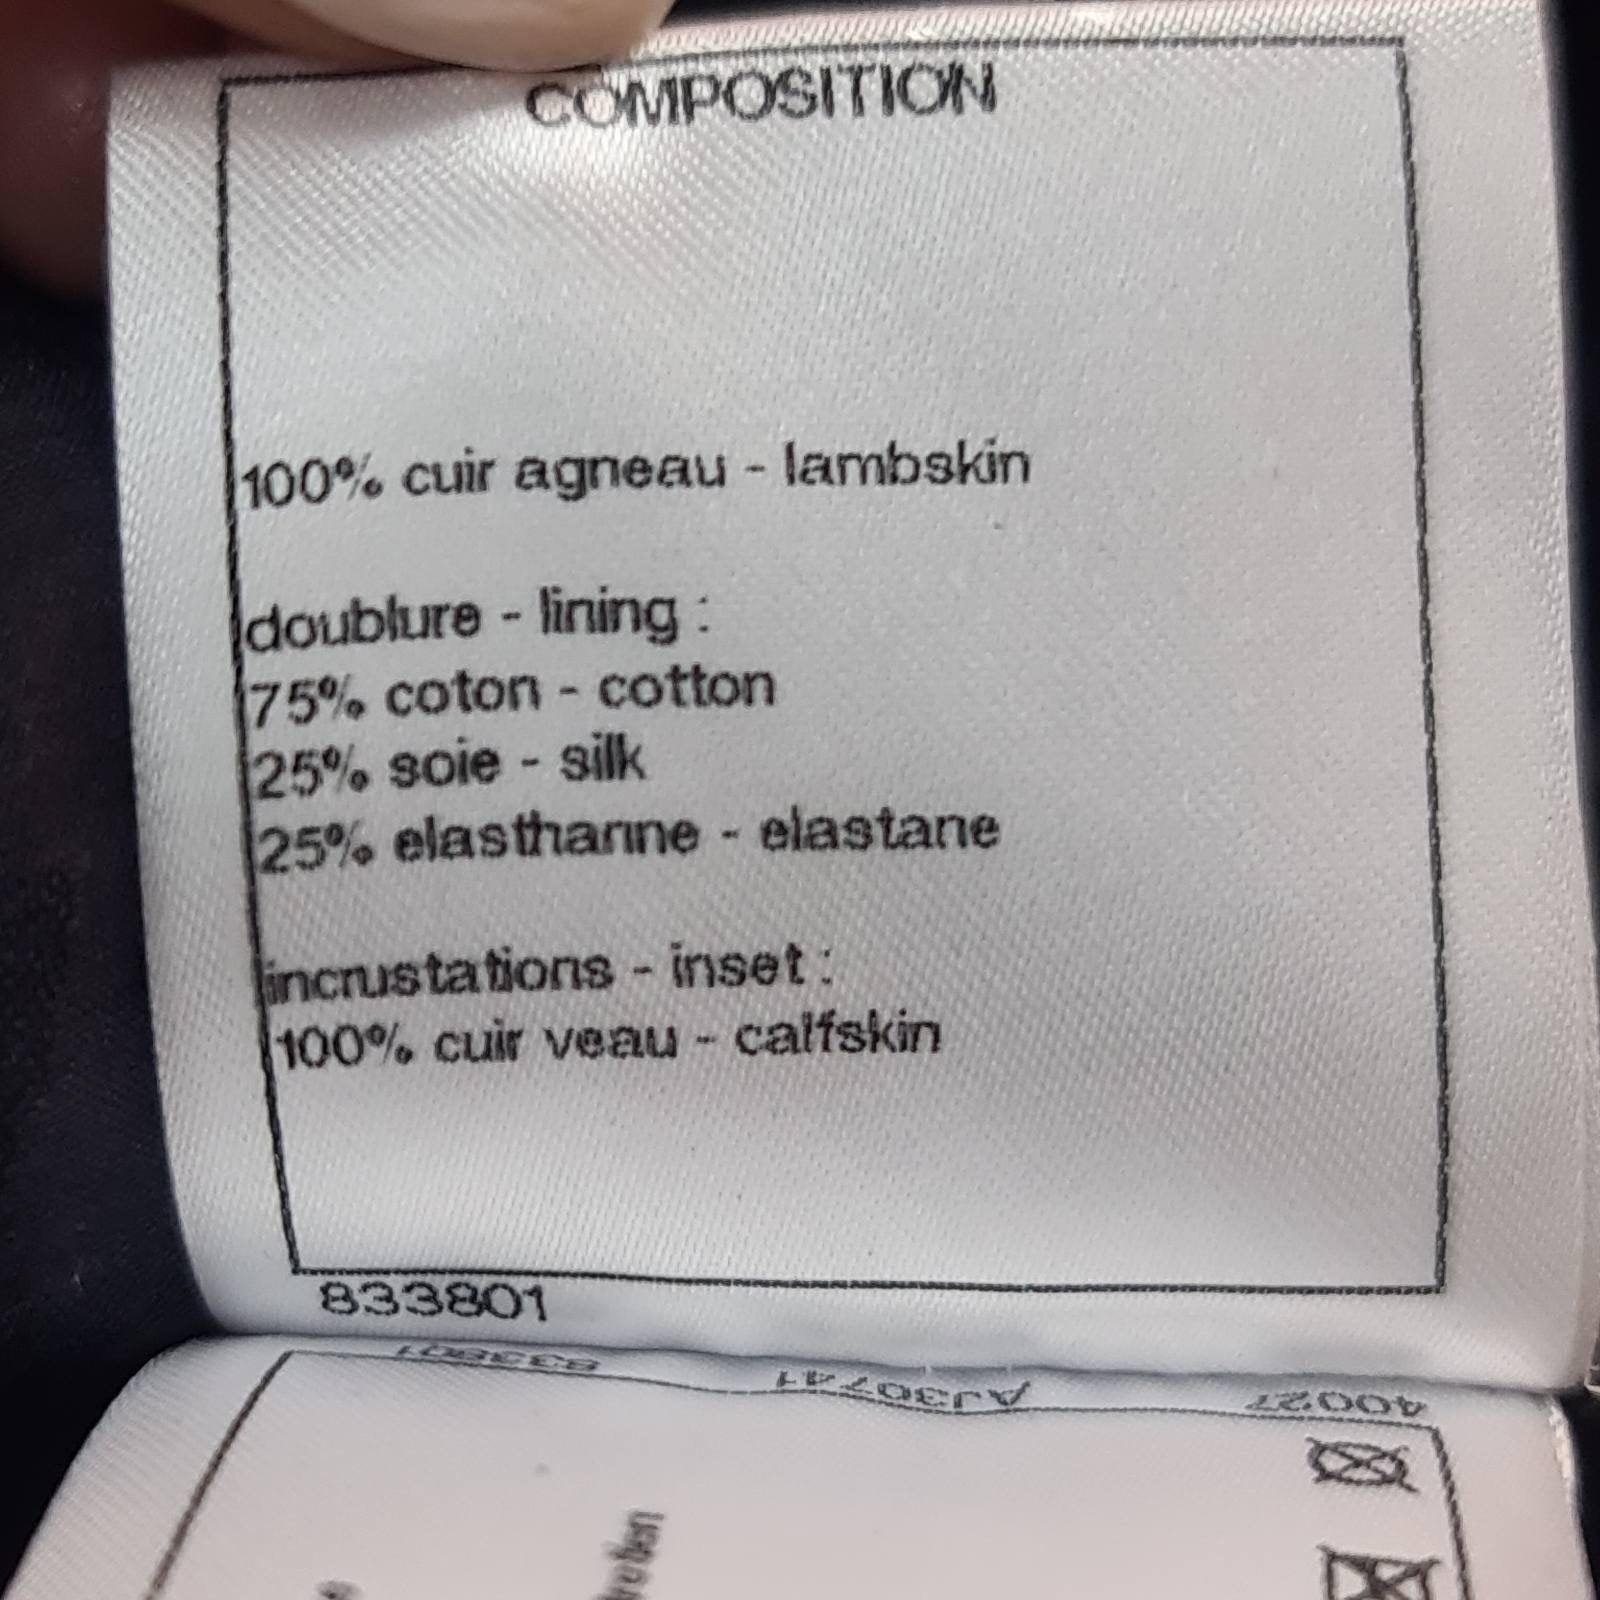 COMPOSITION
100% cuir agneau - lambskin
doublure - lining :
75% coton - cotton
25% soie - silk
25% elasthanne - elastane
incrustations - inset :
100% cuir veau - calfskin
833801
833801 AJ30741 40027